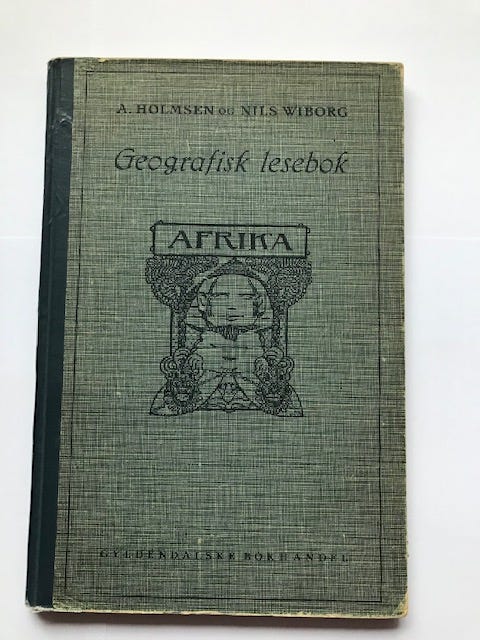 A. HOLMSEN OG NILS WIBORG
Geografisk lesebok
AFRIKA
GYLDENDALSKE BOKHANDEL